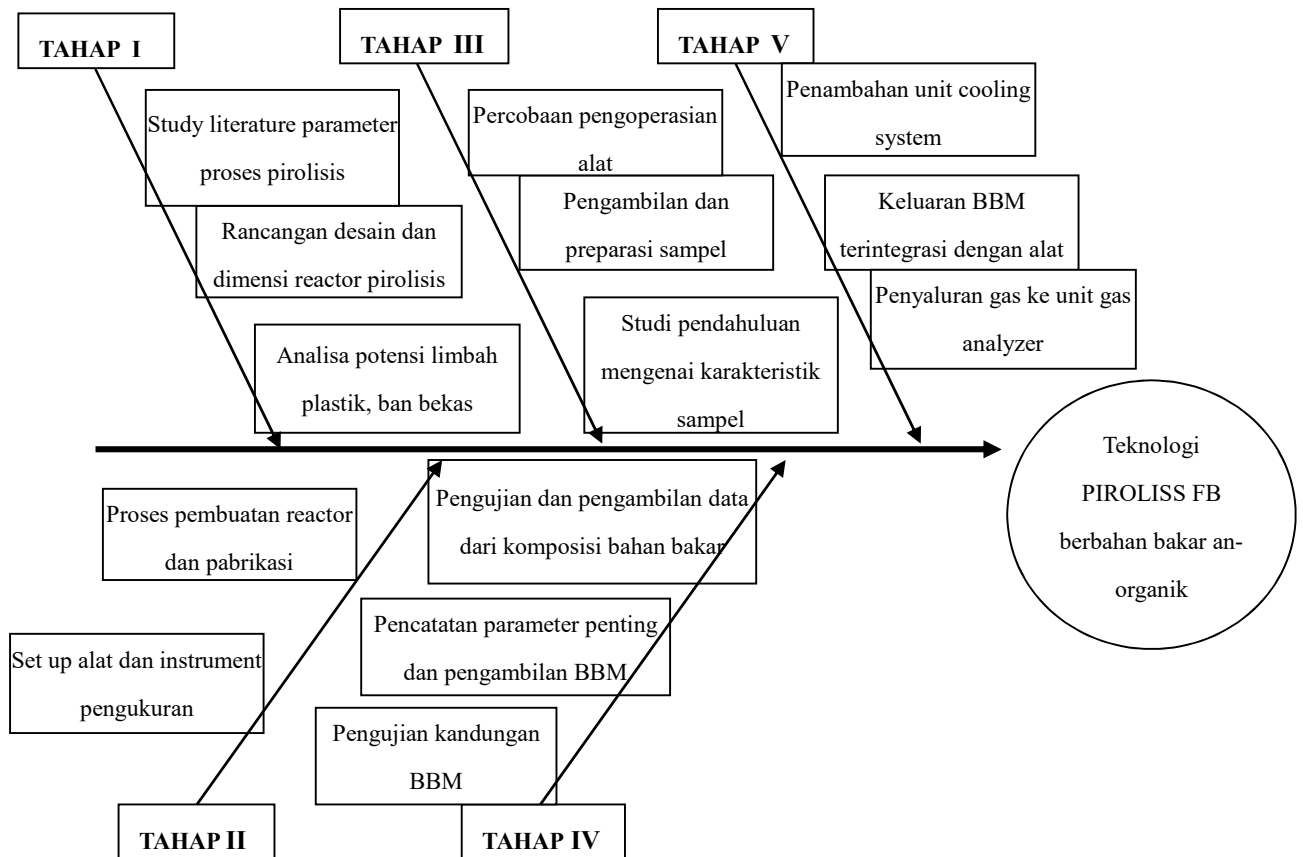 TAHAP I
Study literature parameter
proses pirolisis
Rancangan desain dan
dimensi reactor pirolisis
Analisa potensi limbah
plastik, ban bekas
TAHAP III
Percobaan pengoperasian
alat
Pengambilan dan
preparasi sampel
Studi pendahuluan
mengenai karakteristik
sampel
TAHAP V
Penambahan unit cooling
system
Keluaran BBM
terintegrasi dengan alat
Penyaluran gas ke unit gas
analyzer
Teknologi
PIROLISS FB
berbahan bakar an-
organik
Proses pembuatan reactor
dan pabrikasi
Set up alat dan instrument
pengukuran
TAHAP II
Pengujian dan pengambilan data
dari komposisi bahan bakar
Pencatatan parameter penting
dan pengambilan BBM
Pengujian kandungan
BBM
TAHAP IV